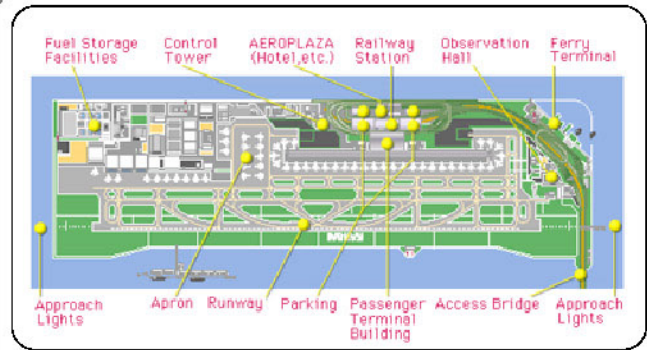 Fuel Storage
Facilities
Control
Tower
AEROPLAZA
(Hotel,etc.)
Railway
Station
Observation
Hall
Ferry
Terminal
Approach
Lights
Apron
Runway
Parking
Passenger
Terminal
Building
Access Bridge
Approach
Lights